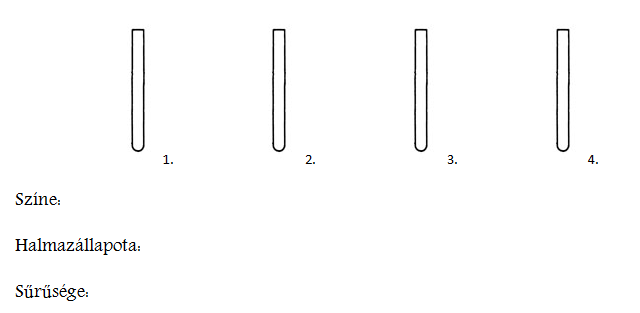 1. 2. 3. 4.
Színe:
Halmazállapota:
Sűrűsége: